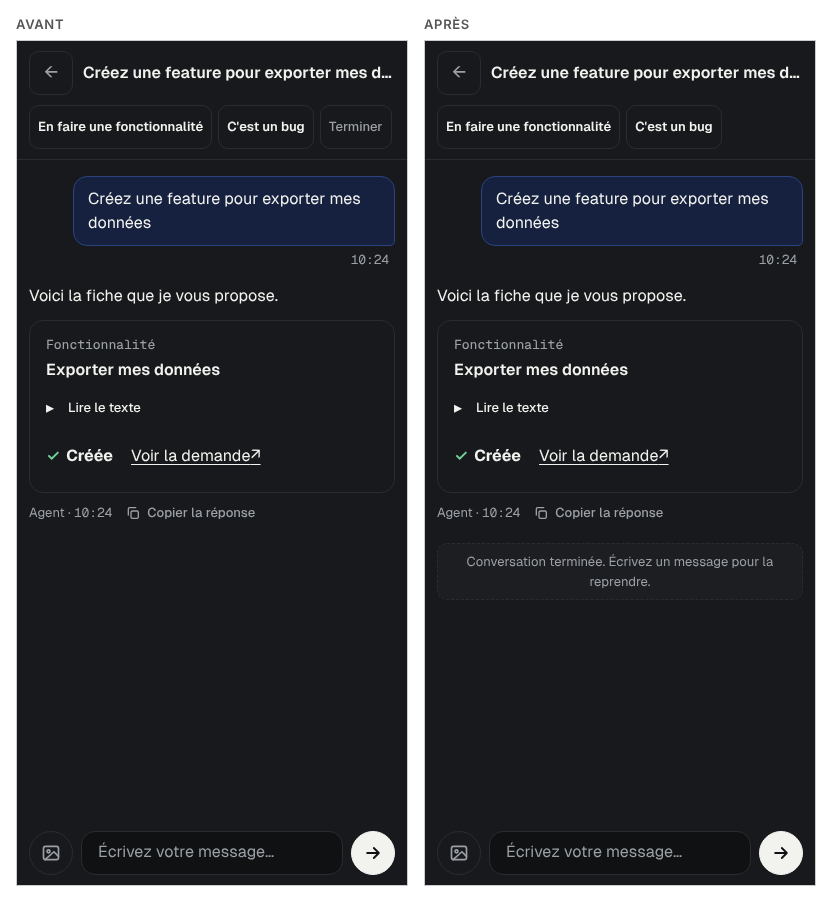 AVANT
Créez une feature pour exporter mes d...
En faire une fonctionnalité C'est un bug Terminer
Créez une feature pour exporter mes
données
10:24
Voici la fiche que je vous propose.
Fonctionnalité
Exporter mes données
Lire le texte
Créée Voir la demande
Agent · 10:24 Copier la réponse
Écrivez votre message...
APRÈS
Créez une feature pour exporter mes d...
En faire une fonctionnalité C'est un bug
Créez une feature pour exporter mes
données
10:24
Voici la fiche que je vous propose.
Fonctionnalité
Exporter mes données
Lire le texte
Créée Voir la demande
Agent · 10:24 Copier la réponse
Conversation terminée. Écrivez un message pour la
reprendre.
Écrivez votre message...